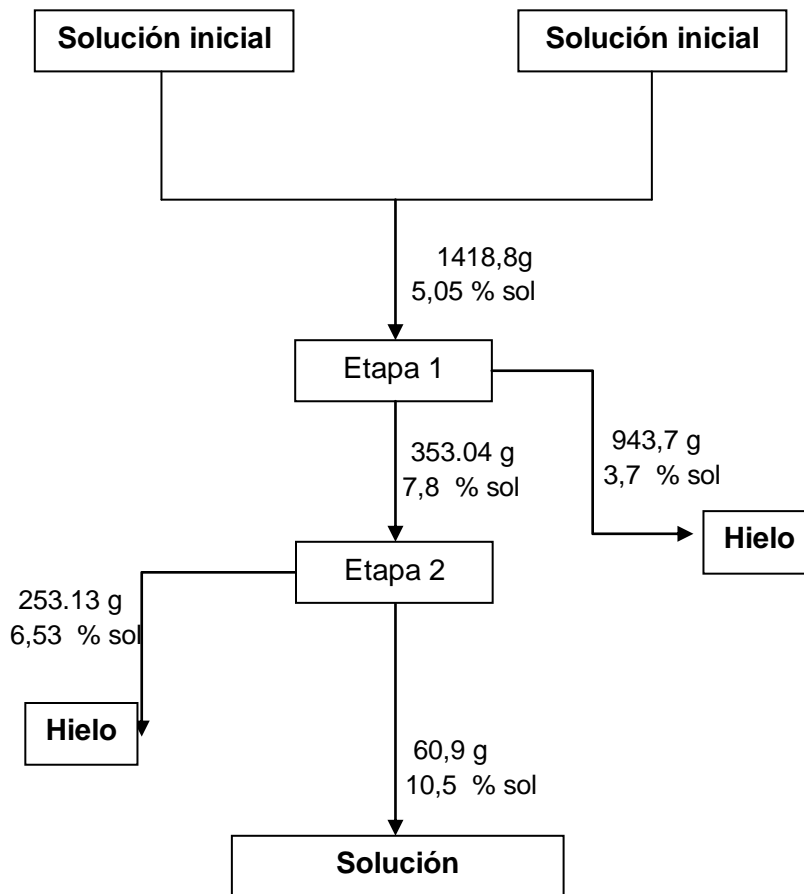 Solución inicial
Solución inicial
1418,8g
5,05 % sol
Etapa 1
353.04 g
7,8 % sol
943,7 g
3,7 % sol
Hielo
Etapa 2
253.13 g
6,53 % sol
Hielo
60,9 g
10,5 % sol
Solución